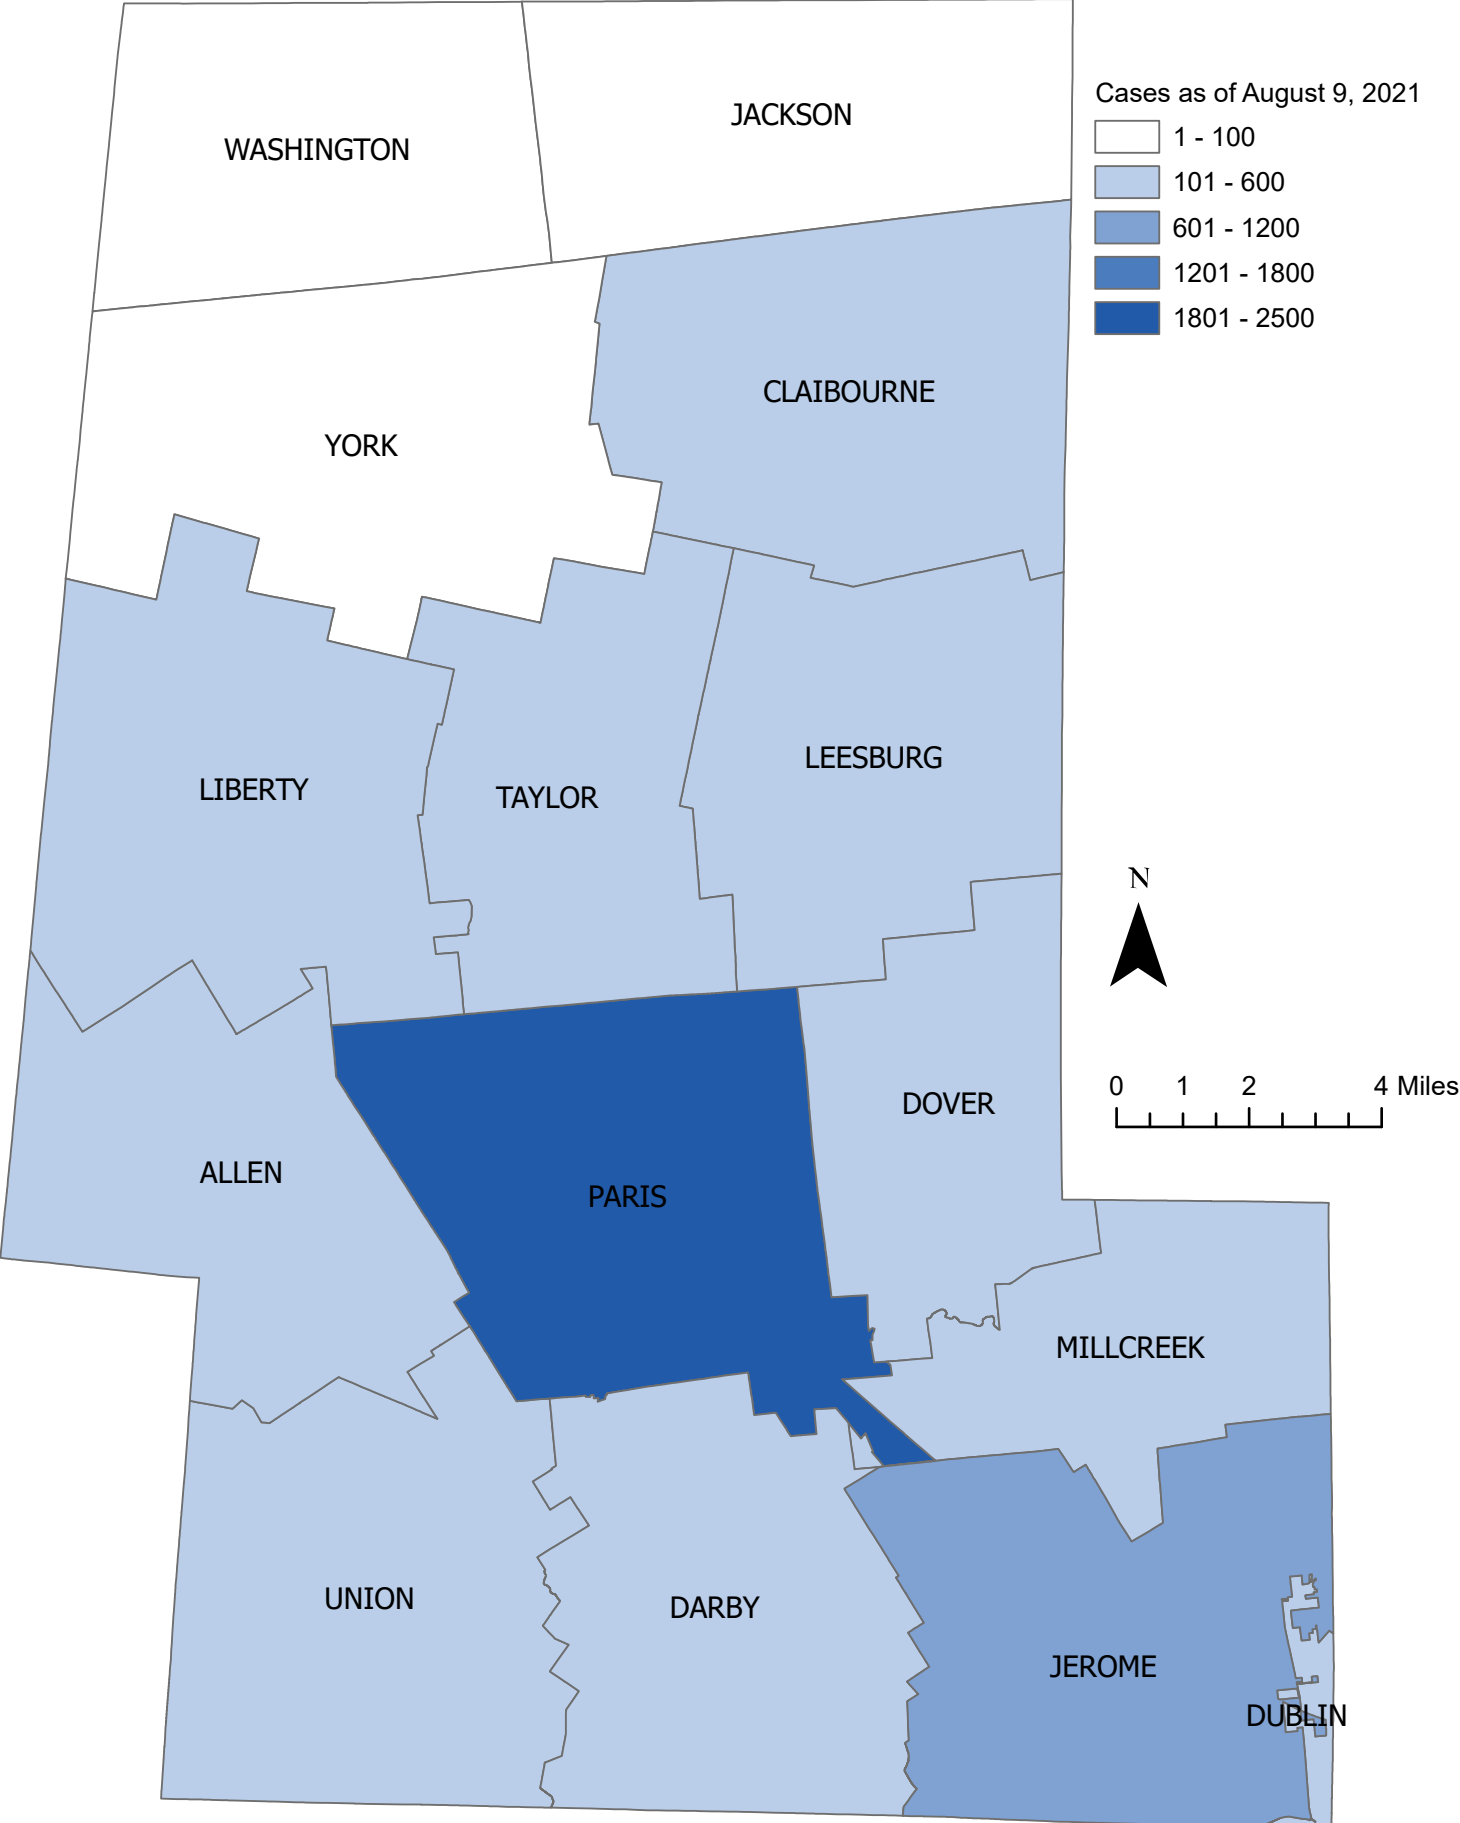 Cases as of August 9, 2021
1 - 100
101 - 600
601 - 1200
1201 - 1800
1801 - 2500
WASHINGTON
JACKSON
CLAIBOURNE
YORK
LIBERTY
TAYLOR
LEESBURG
N
0 1 2 4 Miles
DOVER
ALLEN
PARIS
MILLCREEK
UNION
DARBY
JEROME
DUBLIN